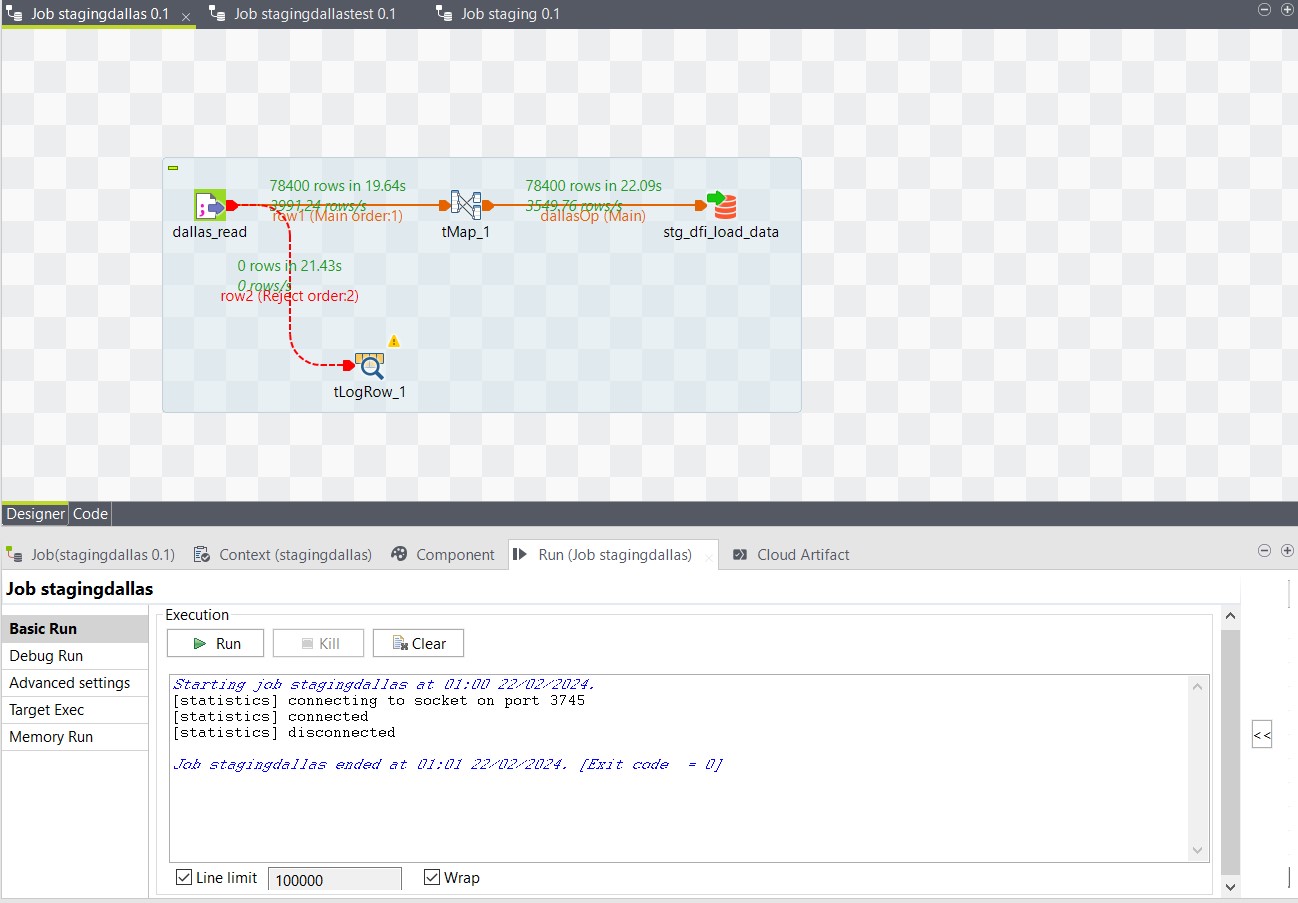 Job stagingdallas 0.1
Job stagingdallastest 0.1
Job staging 0.1
78400 rows in 19.64s
3991.24 rows/s
row1 (Main order:1)
78400 rows in 22.09s
3549.76 rows/s
dallasOp (Main)
dallas_read
tMap_1
stg_dfi_load_data
0 rows in 21.43s
0 rows/s
row2 (Reject order:2)
tLogRow_1
Designer
Code
Job(stagingdallas 0.1)
Context (stagingdallas)
Component
Run (Job stagingdallas)
Cloud Artifact
Job stagingdallas
Basic Run
Debug Run
Advanced settings
Target Exec
Memory Run
Execution
Run
Kill
Clear
Starting job stagingdallas at 01:00 22/02/2024.
[statistics] connecting to socket on port 3745
[statistics] connected
[statistics] disconnected
Job stagingdallas ended at 01:01 22/02/2024. [Exit code  = 0]
<<
Line limit
100000
Wrap